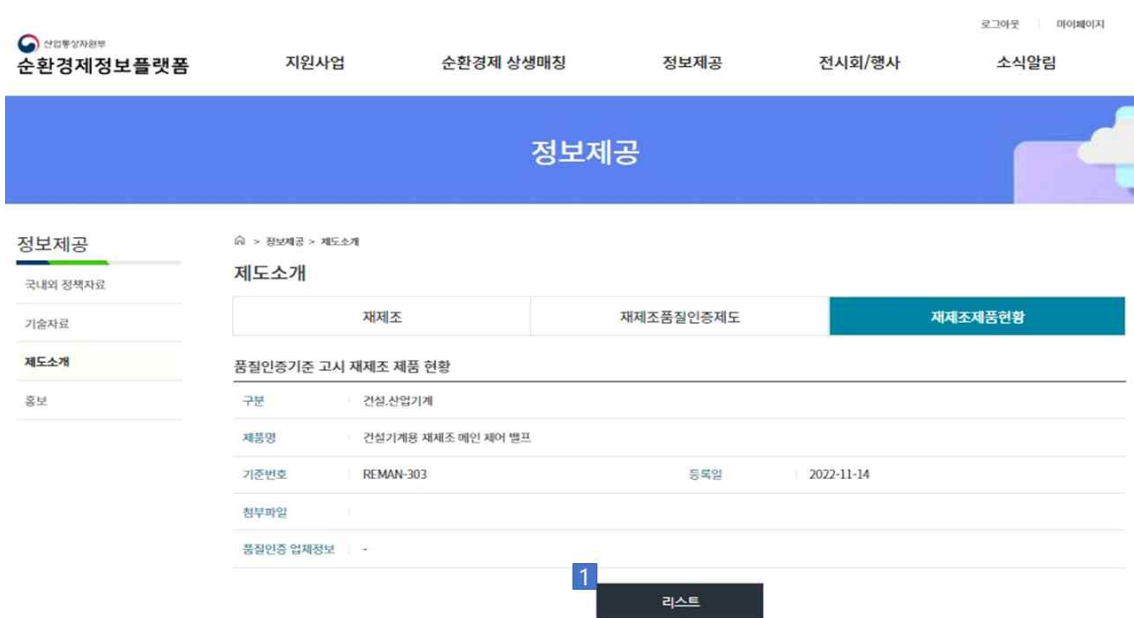 로그아웃 마이페이지
산업통상자원부
순환경제정보플랫폼 지원사업 순환경제 상생매칭 정보제공 전시회/행사 소식알림
정보제공
정보제공
국내외 정책자료
기술자료
제도소개
홍보
> 정보제공 > 제도소개
제도소개
재제조 재제조품질인증제도 재제조제품현황
품질인증기준 고시 재제조 제품 현황
구분 건설.산업기계
제품명 건설기계용 재제조 메인 제어 밸프
기준번호 REMAN-303 등록일 2022-11-14
첨부파일
품질인증 업체정보 -
1
리스트